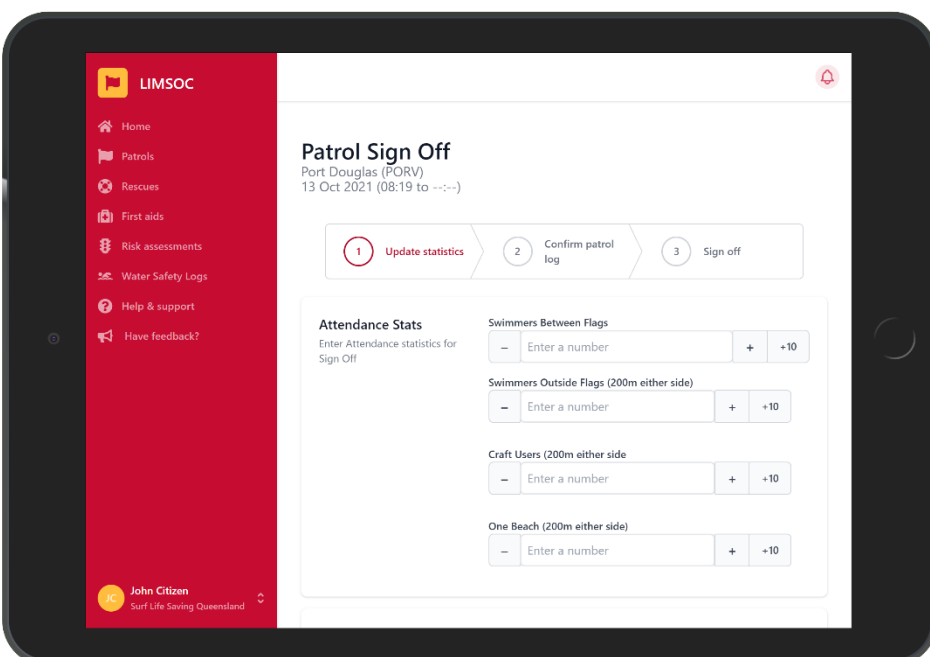 LIMSOC
Home
Patrols
Rescues
First aids
Risk assessments
Water Safety Logs
Help & support
Have feedback?
John Citizen
JC
Surf Life Saving Queensland
Patrol Sign Off
Port Douglas (PORV)
13 Oct 2021 (08:19 to --:--)
1 Update statistics
2 Confirm patrol
log
3 Sign off
Attendance Stats
Enter Attendance statistics for
Sign Off
Swimmers Between Flags
– Enter a number + +10
Swimmers Outside Flags (200m either side)
– Enter a number + +10
Craft Users (200m either side
– Enter a number + +10
One Beach (200m either side)
– Enter a number + +10